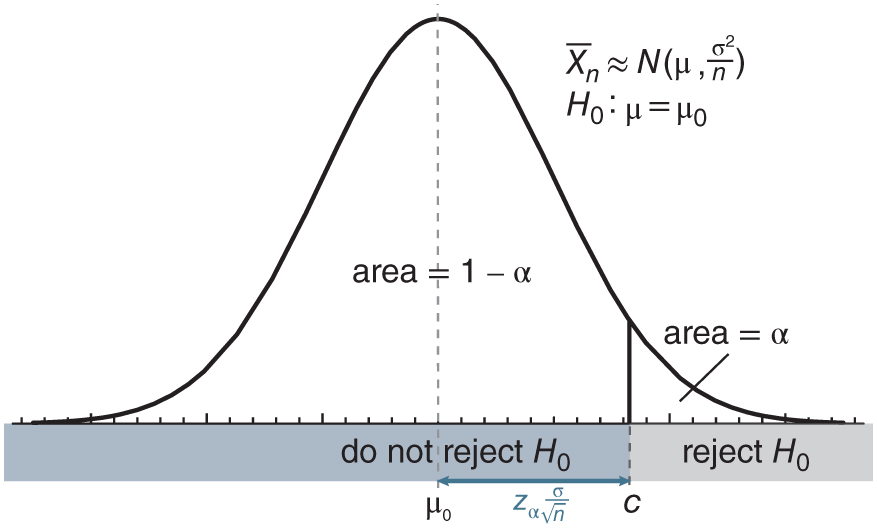 X̅ₙ ≈ N(μ, σ²/n)
H₀: μ = μ₀
area = 1 – α
area = α
do not reject H₀
reject H₀
μ₀
z_α σ/√n
c